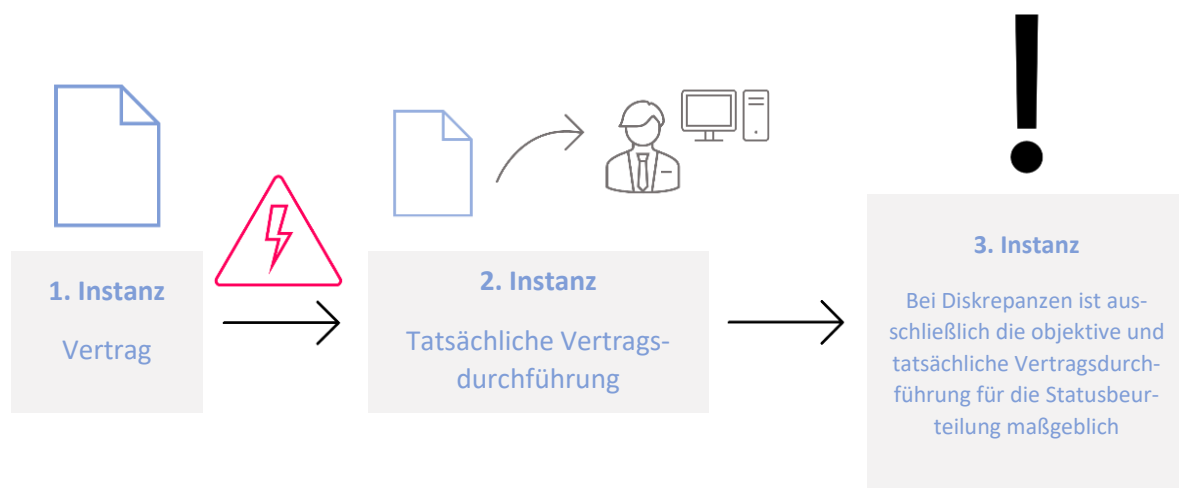 1. Instanz
Vertrag
2. Instanz
Tatsächliche Vertrags-
durchführung
3. Instanz
Bei Diskrepanzen ist aus-
schließlich die objektive und
tatsächliche Vertragsdurch-
führung für die Statusbeur-
teilung maßgeblich